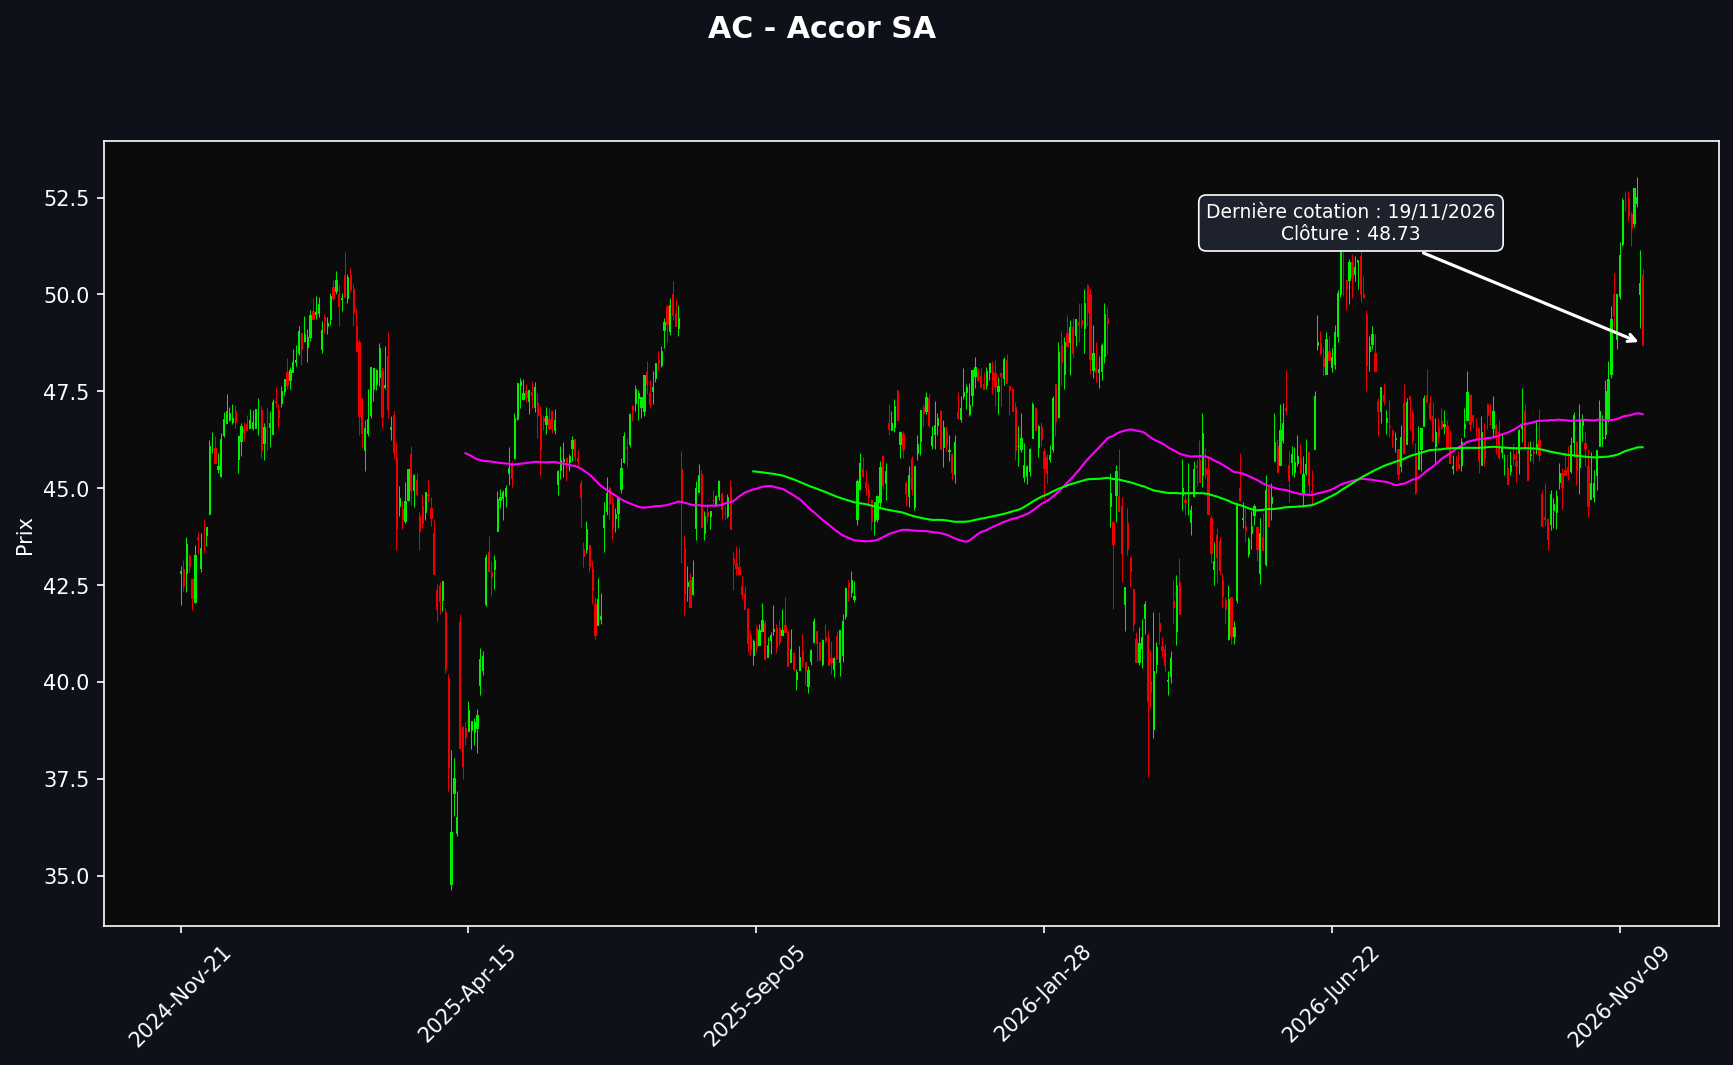 AC - Accor SA
Dernière cotation : 19/11/2026
Clôture : 48.73
Prix
52.5
50.0
47.5
45.0
42.5
40.0
37.5
35.0
2024-Nov-21
2025-Apr-15
2025-Sep-05
2026-Jan-28
2026-Jun-22
2026-Nov-09